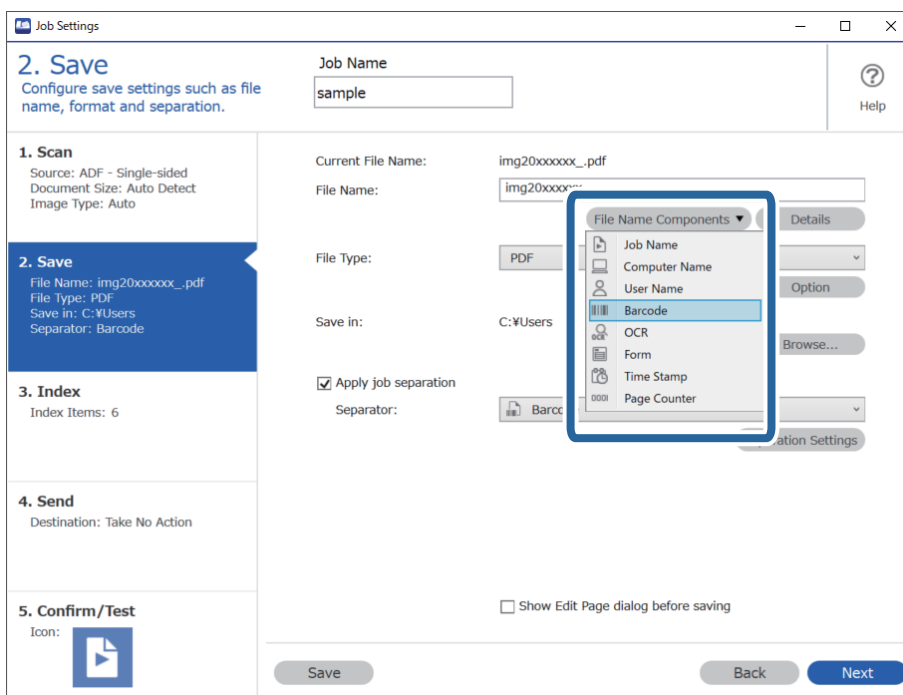 Job Settings
2. Save
Configure save settings such as file
name, format and separation.
Job Name
sample
Help
1. Scan
Source: ADF - Single-sided
Document Size: Auto Detect
Image Type: Auto
2. Save
File Name: img20xxxxxx_.pdf
File Type: PDF
Save in: C:¥Users
Separator: Barcode
3. Index
Index Items: 6
4. Send
Destination: Take No Action
5. Confirm/Test
Icon:
Current File Name: img20xxxxxx_.pdf
File Name: img20xxxxxx
File Name Components ▼ Details
File Type: PDF
Option
Save in: C:¥Users
Browse...
Apply job separation
Separator:
Job Name
Computer Name
User Name
Barcode
OCR OCR
Form
Time Stamp
0001 Page Counter
Settings
Show Edit Page dialog before saving
Save Back Next